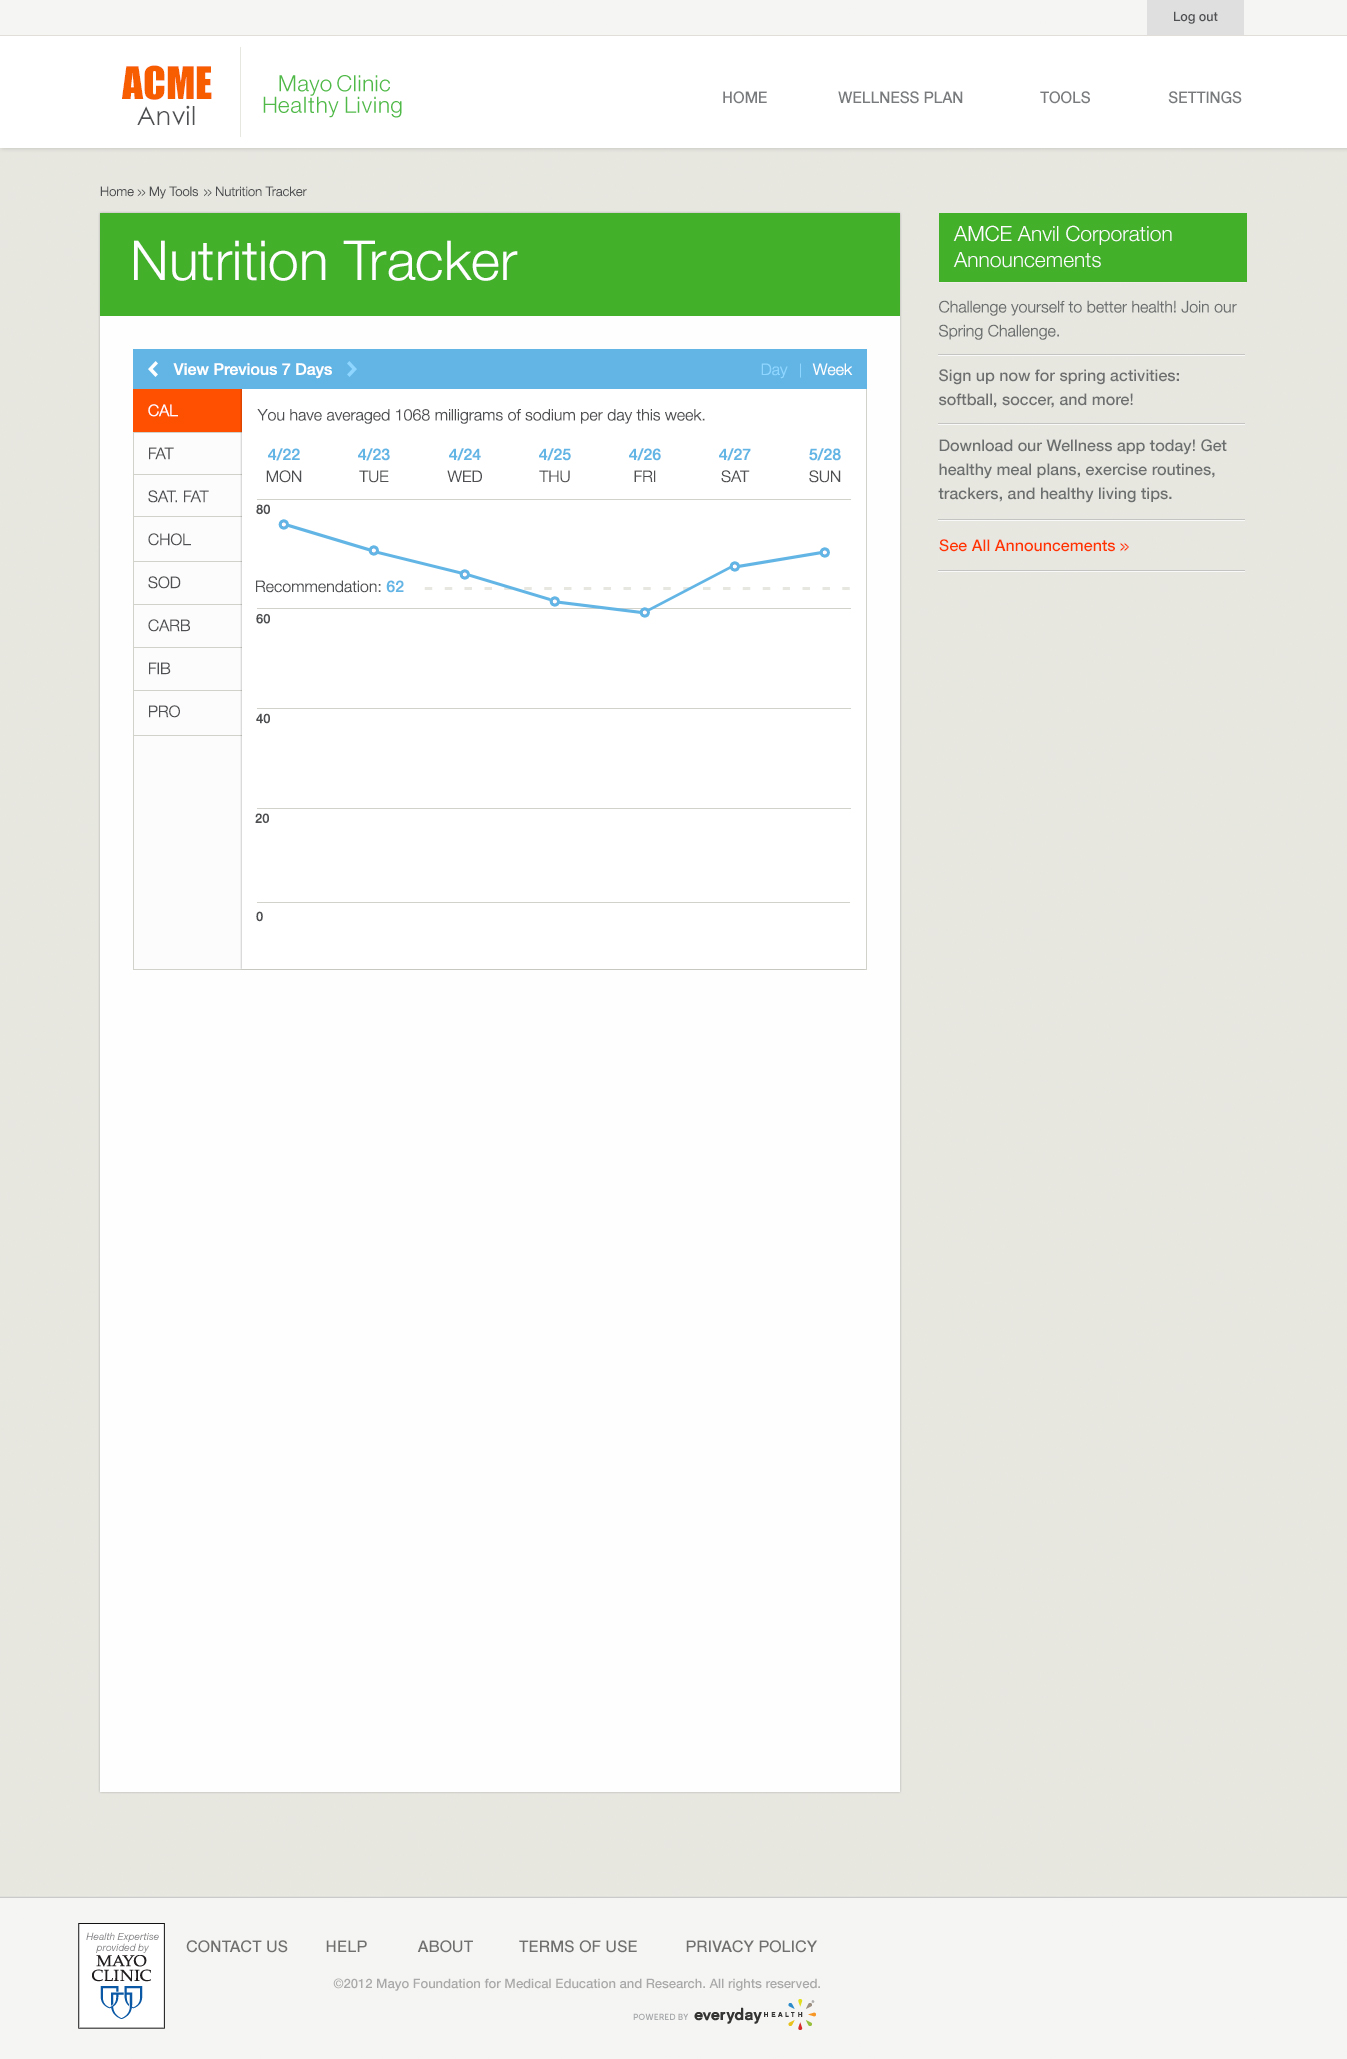 Log out
ACME
Anvil
Mayo Clinic
Healthy Living
HOME
WELLNESS PLAN
TOOLS
SETTINGS
Home » My Tools » Nutrition Tracker
Nutrition Tracker
View Previous 7 Days
Day | Week
CAL
FAT
SAT. FAT
CHOL
SOD
CARB
FIB
PRO
You have averaged 1068 milligrams of sodium per day this week.
4/22 4/23 4/24 4/25 4/26 4/27 5/28
MON TUE WED THU FRI SAT SUN
80
Recommendation: 62
60
40
20
0
AMCE Anvil Corporation
Announcements
Challenge yourself to better health! Join our
Spring Challenge.
Sign up now for spring activities:
softball, soccer, and more!
Download our Wellness app today! Get
healthy meal plans, exercise routines,
trackers, and healthy living tips.
See All Announcements »
Health Expertise
provided by
MAYO
CLINIC
CONTACT US
HELP
ABOUT
TERMS OF USE
PRIVACY POLICY
©2012 Mayo Foundation for Medical Education and Research. All rights reserved.
POWERED BY everyday HEALTH